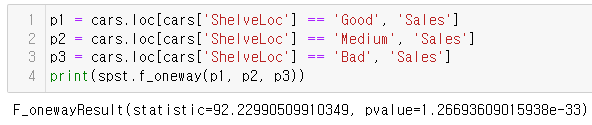 1 p1 = cars.loc[cars['ShelveLoc'] == 'Good', 'Sales']
2 p2 = cars.loc[cars['ShelveLoc'] == 'Medium', 'Sales']
3 p3 = cars.loc[cars['ShelveLoc'] == 'Bad', 'Sales']
4 print(spst.f_oneway(p1, p2, p3))
F_onewayResult(statistic=92.22990509910349, pvalue=1.26693609015938e-33)